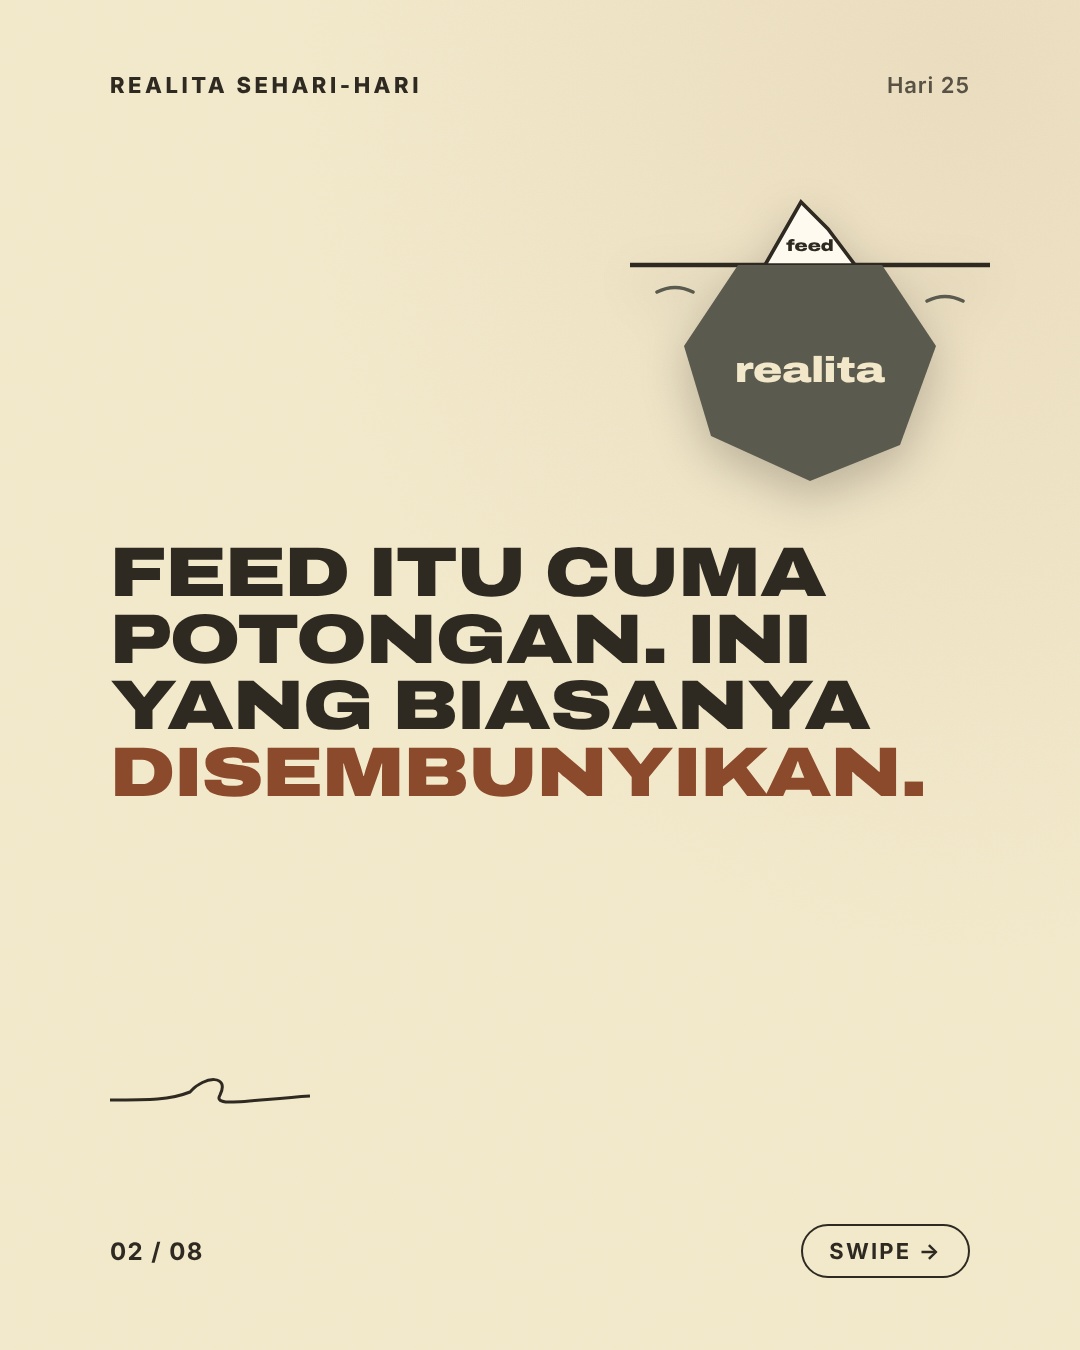 REALITA SEHARI-HARI
Hari 25
feed
realita
FEED ITU CUMA
POTONGAN. INI
YANG BIASANYA
DISEMBUNYIKAN.
02 / 08
SWIPE →